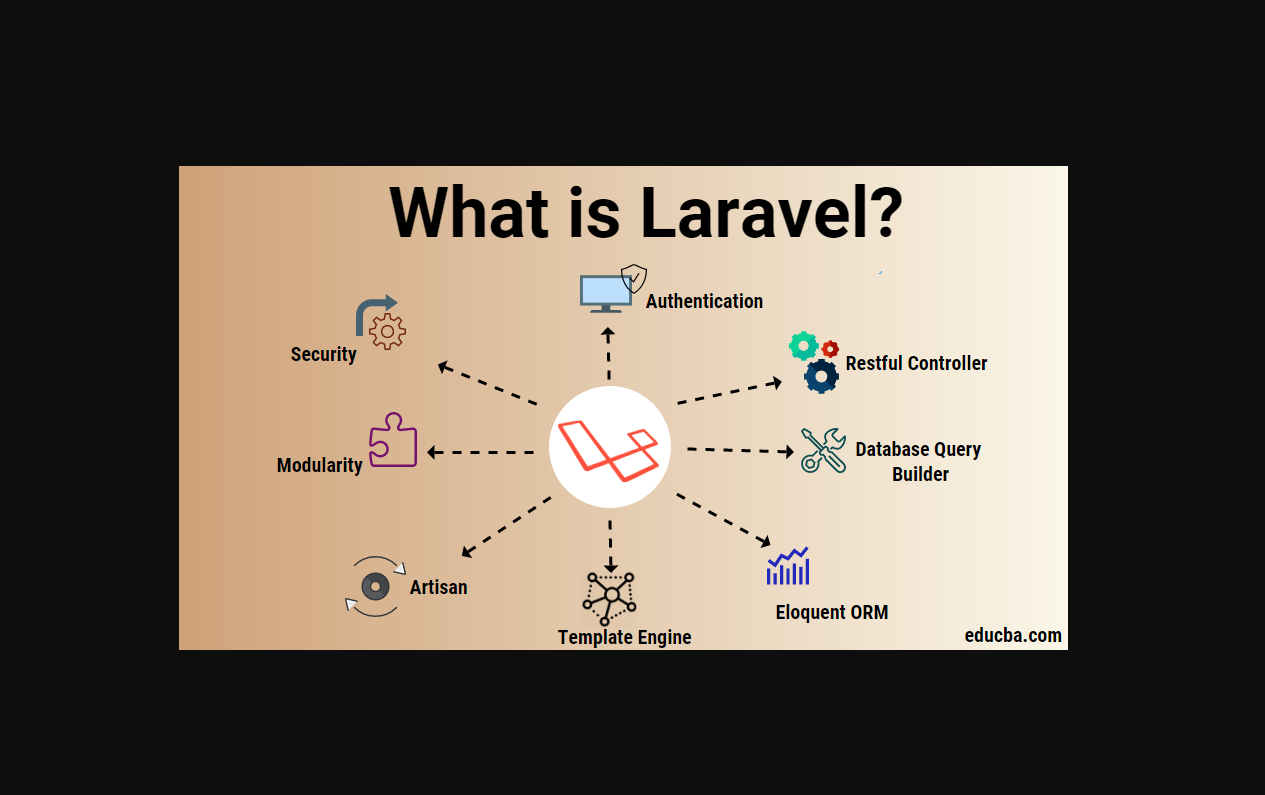 What is Laravel?
Authentication
Security
Restful Controller
Modularity
Database Query
Builder
Artisan
Eloquent ORM
Template Engine
educba.com